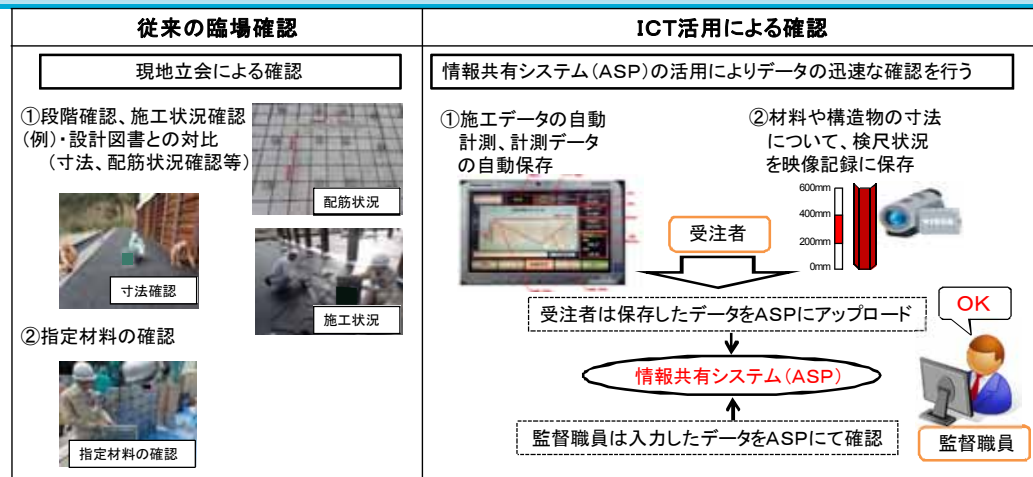 従来の臨場確認
現地立会による確認
①段階確認、施工状況確認
(例)・設計図書との対比
(寸法、配筋状況確認等)
配筋状況
寸法確認
施工状況
②指定材料の確認
指定材料の確認
ICT活用による確認
情報共有システム(ASP)の活用によりデータの迅速な確認を行う
①施工データの自動
計測、計測データ
の自動保存
②材料や構造物の寸法
について、検尺状況
を映像記録に保存
600mm
400mm
200mm
0mm
受注者
受注者は保存したデータをASPにアップロード
OK
情報共有システム(ASP)
監督職員は入力したデータをASPにて確認
監督職員